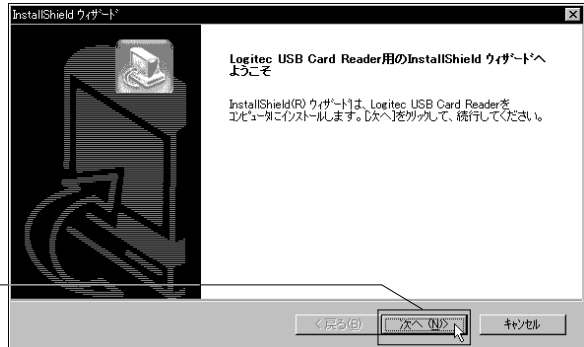 InstallShield ウィザード
Logitec USB Card Reader用のInstallShield ウィザードへ
ようこそ
InstallShield(R) ウィザードは、Logitec USB Card Readerを
コンピュータにインストールします。[次へ]をクリックして、続行してください。
< 戻る(B)
次へ (N)>
キャンセル